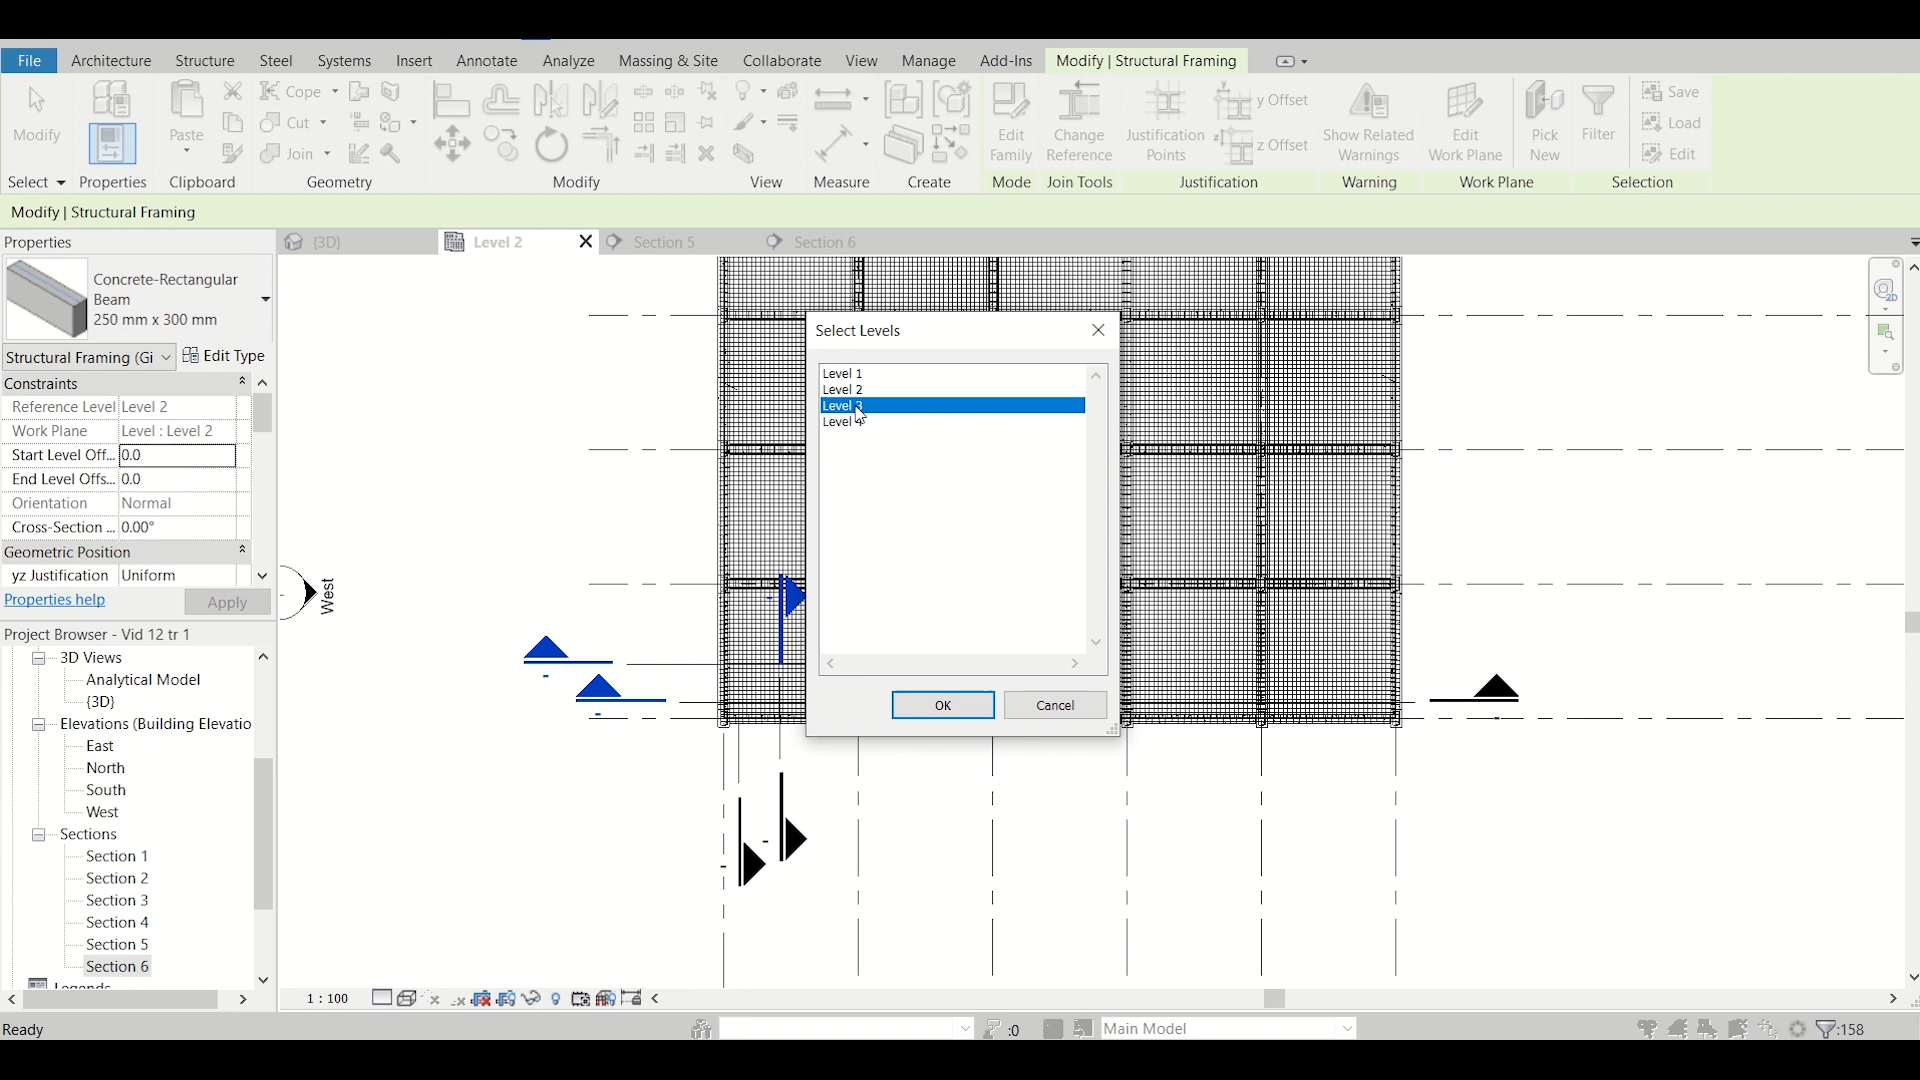 File Architecture Structure Steel Systems Insert Annotate Analyze Massing & Site Collaborate View Manage Add-Ins Modify | Structural Framing
Modify
Paste
Cope
Cut
Join
Edit Family
Change Reference
Justification Points
y Offset
z Offset
Show Related Warnings
Edit Work Plane
Pick New
Filter
Save
Load
Edit
Select Properties Clipboard Geometry Modify View Measure Create Mode Join Tools Justification Warning Work Plane Selection
Modify | Structural Framing
Properties
{3D} Level 2 Section 5 Section 6
Concrete-Rectangular
Beam
250 mm x 300 mm
Structural Framing (Gi Edit Type
Constraints
Reference Level Level 2
Work Plane Level : Level 2
Start Level Off... 0.0
End Level Offs... 0.0
Orientation Normal
Cross-Section ... 0.00°
Geometric Position
yz Justification Uniform
Properties help Apply
Project Browser - Vid 12 tr 1
3D Views
Analytical Model
{3D}
Elevations (Building Elevatio
East
North
South
West
Sections
Section 1
Section 2
Section 3
Section 4
Section 5
Section 6
West
2D
Select Levels
Level 1
Level 2
Level 3
Level 4
OK Cancel
1 : 100
Ready :0 Main Model :158